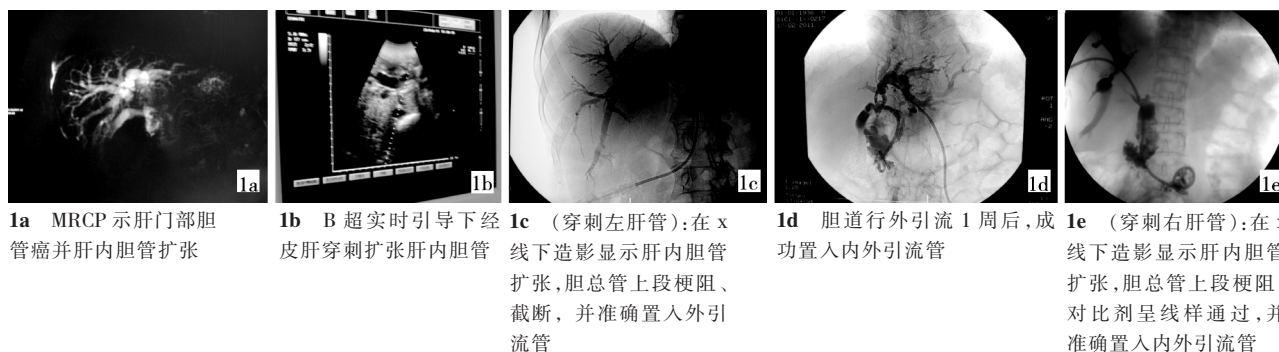 1a
1b
1c
1d
1e
1a MRCP 示肝门部胆
管癌并肝内胆管扩张
1b B 超实时引导下经
皮肝穿刺扩张肝内胆管
1c (穿刺左肝管):在 x
线下造影显示肝内胆管
扩张,胆总管上段梗阻、
截断, 并准确置入外引
流管
1d 胆道行外引流 1 周后,成
功置入内外引流管
1e (穿刺右肝管):在
线下造影显示肝内胆管
扩张,胆总管上段梗阻
对比剂呈线样通过,并
准确置入内外引流管